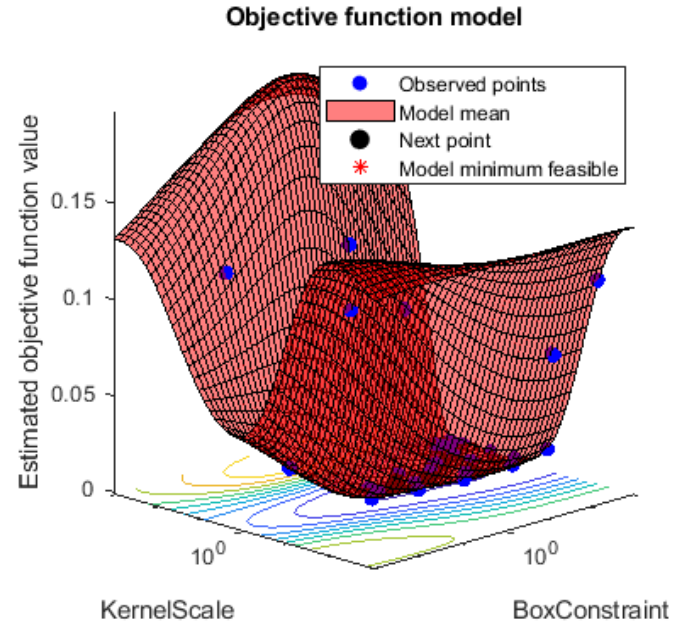 Objective function model
Observed points
Model mean
Next point
Model minimum feasible
Estimated objective function value
0.15
0.1
0.05
0
10^0
10^0
KernelScale
BoxConstraint